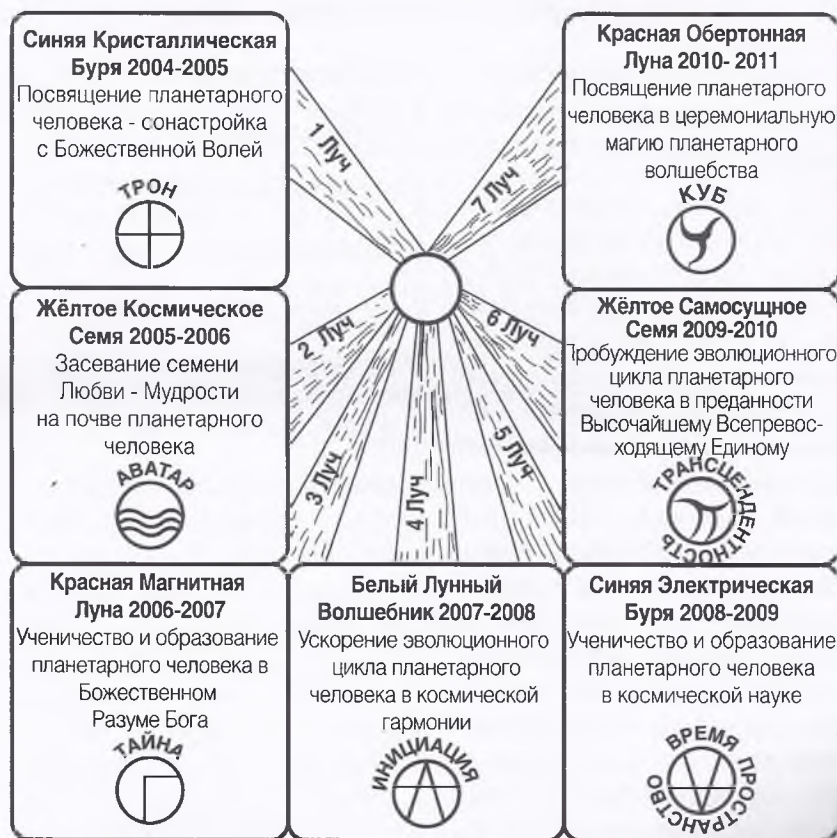 Синяя Кристаллическая
Буря 2004-2005
Посвящение планетарного
человека - сонастройка
с Божественной Волей
ТРОН
Красная Обертонная
Луна 2010- 2011
Посвящение планетарного
человека в церемониальную
магию планетарного
волшебства
КУБ
1 Луч
7 Луч
Жёлтое Космическое
Семя 2005-2006
Засевание семени
Любви - Мудрости
на почве планетарного
человека
АВАТАР
2 Луч
3 Луч
4 Луч
5 Луч
6 Луч
Жёлтое Самосущное
Семя 2009-2010
Пробуждение эволюционного
цикла планетарного
человека в преданности
Высочайшему Всепревос-
ходящему Единому
ТРАНСЦЕНДЕНТНОСТЬ
Красная Магнитная
Луна 2006-2007
Ученичество и образование
планетарного человека в
Божественном
Разуме Бога
ТАЙНА
Белый Лунный
Волшебник 2007-2008
Ускорение эволюционного
цикла планетарного
человека в космической
гармонии
ИНИЦИАЦИЯ
Синяя Электрическая
Буря 2008-2009
Ученичество и образование
планетарного человека
в космической науке
ВРЕМЯ ПРОСТРАНСТВО